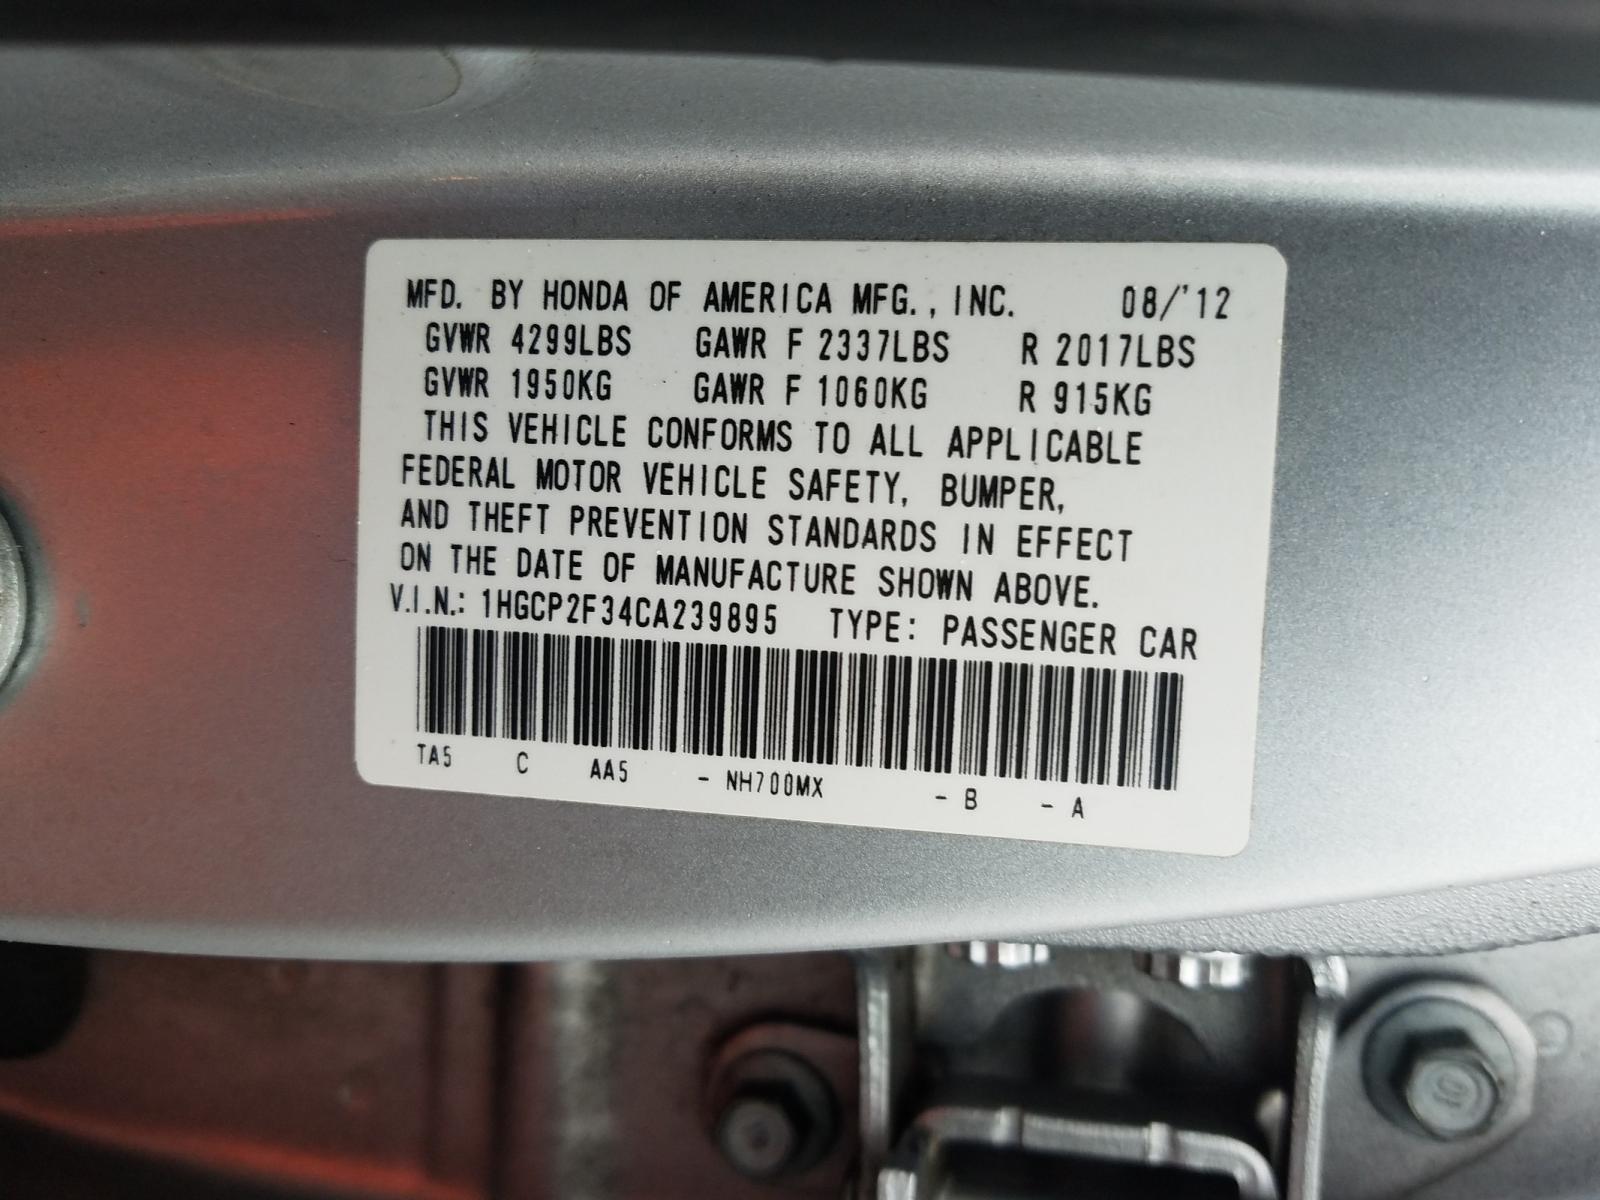 MFD. BY HONDA OF AMERICA MFG., INC. 08/'12
GVWR 4299LBS GAWR F 2337LBS R 2017LBS
GVWR 1950KG GAWR F 1060KG R 915KG
THIS VEHICLE CONFORMS TO ALL APPLICABLE
FEDERAL MOTOR VEHICLE SAFETY, BUMPER,
AND THEFT PREVENTION STANDARDS IN EFFECT
ON THE DATE OF MANUFACTURE SHOWN ABOVE.
V.I.N.: 1HGCP2F34CA239895 TYPE: PASSENGER CAR
TA5 C AA5 - NH700MX - B - A
10